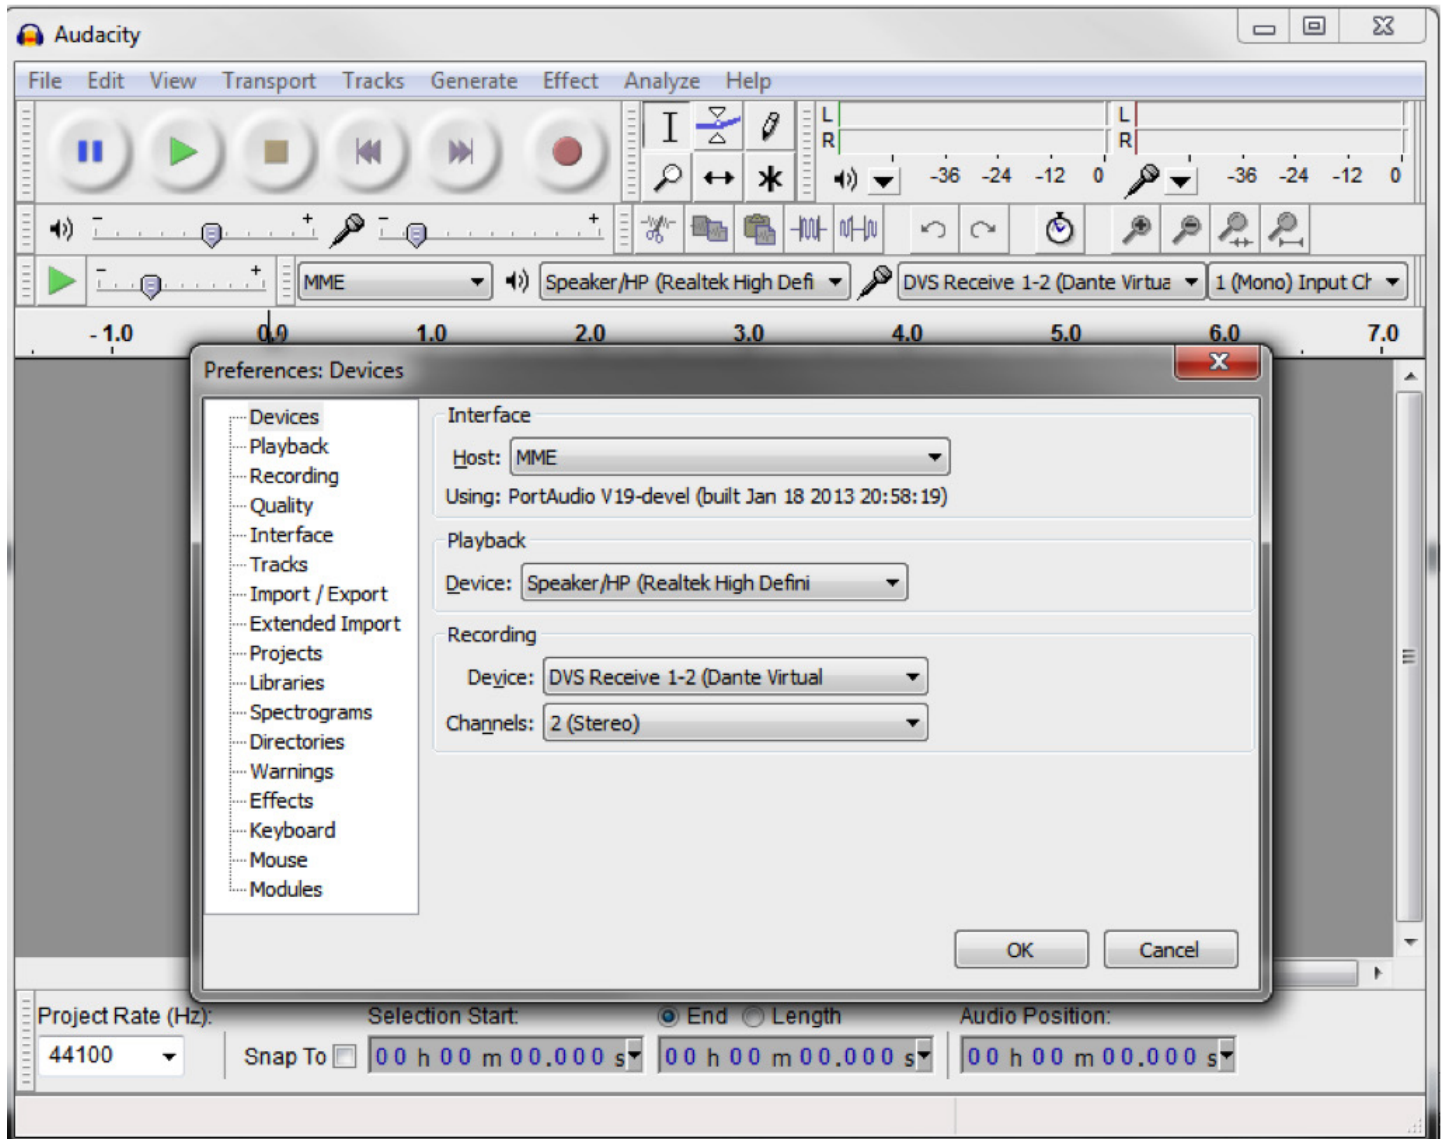 Audacity
File Edit View Transport Tracks Generate Effect Analyze Help
L
R
-36 -24 -12 0
L
R
-36 -24 -12 0
- + - +
- + MME Speaker/HP (Realtek High Defi DVS Receive 1-2 (Dante Virtua 1 (Mono) Input Ch
- 1.0 0.0 1.0 2.0 3.0 4.0 5.0 6.0 7.0
Preferences: Devices
Devices
Playback
Recording
Quality
Interface
Tracks
Import / Export
Extended Import
Projects
Libraries
Spectrograms
Directories
Warnings
Effects
Keyboard
Mouse
Modules
Interface
Host: MME
Using: PortAudio V19-devel (built Jan 18 2013 20:58:19)
Playback
Device: Speaker/HP (Realtek High Defini
Recording
Device: DVS Receive 1-2 (Dante Virtual
Channels: 2 (Stereo)
OK Cancel
Project Rate (Hz): Selection Start: End Length Audio Position:
44100 Snap To 00 h 00 m 00.000 s 00 h 00 m 00.000 s 00 h 00 m 00.000 s